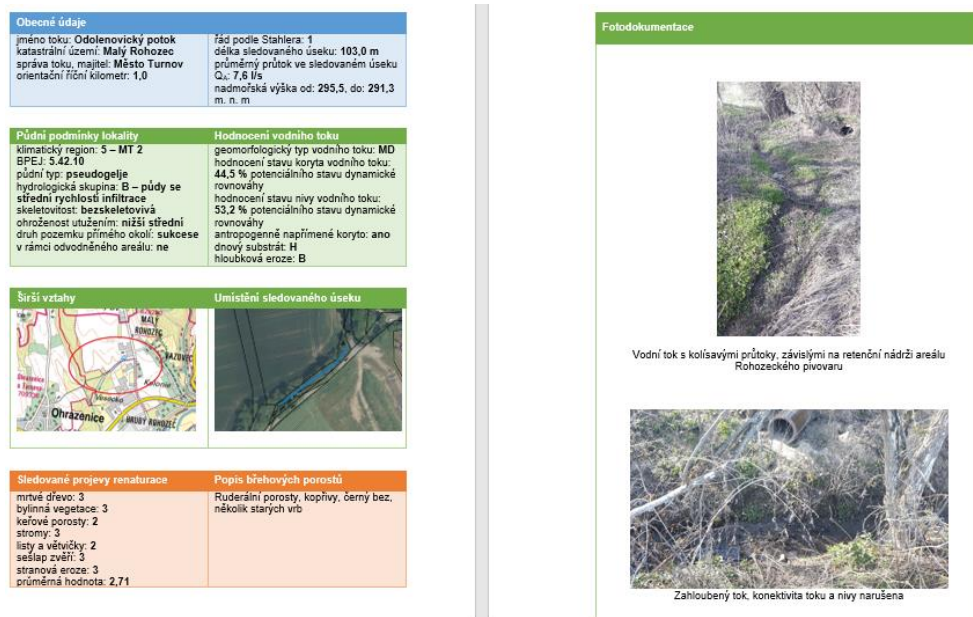 Obecné údaje
jméno toku: Odolenovický potok
katastrální území: Malý Rohozec
správa toku, majitel: Město Turnov
orientační říční kilometr: 1,0
řád podle Stahlera: 1
délka sledovaného úseku: 103,0 m
průměrný průtok ve sledovaném úseku
QA: 7,6 l/s
nadmořská výška od: 295,5, do: 291,3
m. n. m
Půdní podmínky lokality
klimatický region: 5 – MT 2
BPEJ: 5.42.10
půdní typ: pseudogleje
hydrologická skupina: B – půdy se
střední rychlostí infiltrace
skeletovitost: bezskeletovivá
ohroženost utužením: nižší střední
druh pozemku přímého okolí: sukcese
v rámci odvodněného areálu: ne
Hodnocení vodního toku
geomorfologický typ vodního toku: MD
hodnocení stavu koryta vodního toku:
44,5 % potenciálního stavu dynamické
rovnováhy
hodnocení stavu nivy vodního toku:
53,2 % potenciálního stavu dynamické
rovnováhy
antropogenně napřímené koryto: ano
dnový substrát: H
hloubková eroze: B
Širší vztahy
MALÝ
ROHOZEC
Ohrazenice
HRUBÝ ROHOZEC
Umístění sledovaného úseku
Sledované projevy renaturace
mrtvé dřevo: 3
bylinná vegetace: 3
keřové porosty: 2
stromy: 3
listy a větvičky: 2
sešlap zvěří: 3
stranová eroze: 3
průměrná hodnota: 2,71
Popis břehových porostů
Ruderální porosty, kopřivy, černý bez,
několik starých vrb
Fotodokumentace
Vodní tok s kolísavými průtoky, závislými na retenční nádrži areálu
Rohozeckého pivovaru
Zahloubený tok, konektivita toku a nivy narušena